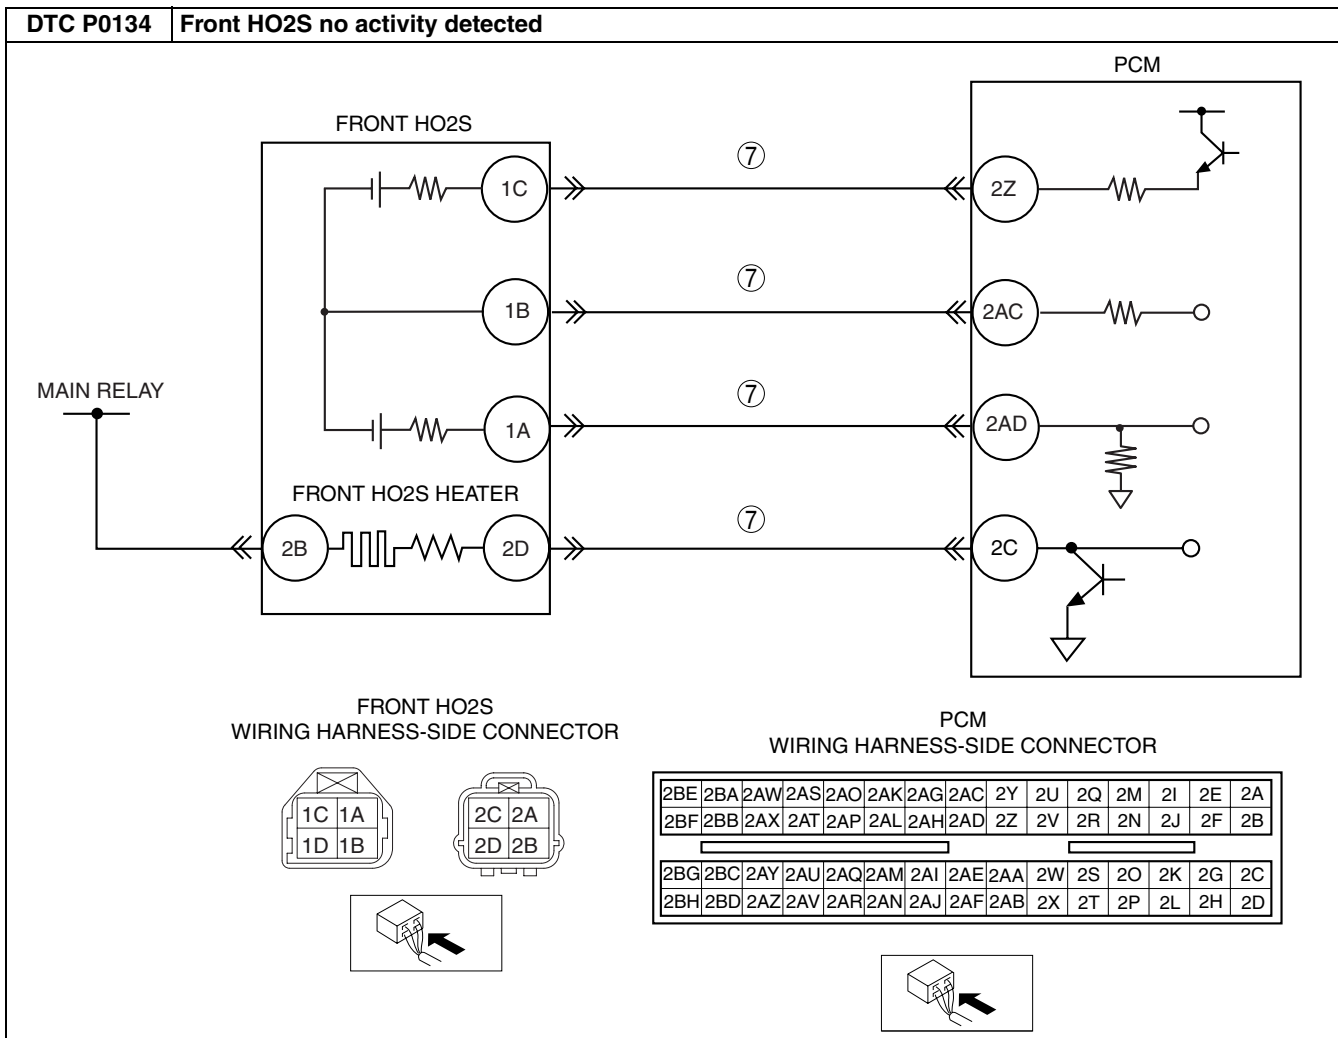 DTC P0134 Front HO2S no activity detected
PCM
FRONT HO2S
⑦
1C 2Z
⑦
1B 2AC
MAIN RELAY
⑦
1A 2AD
FRONT HO2S HEATER
⑦
2B 2D 2C
FRONT HO2S
WIRING HARNESS-SIDE CONNECTOR
1C 1A
1D 1B
2C 2A
2D 2B
PCM
WIRING HARNESS-SIDE CONNECTOR
2BE 2BA 2AW 2AS 2AO 2AK 2AG 2AC 2Y 2U 2Q 2M 2I 2E 2A
2BF 2BB 2AX 2AT 2AP 2AL 2AH 2AD 2Z 2V 2R 2N 2J 2F 2B
2BG 2BC 2AY 2AU 2AQ 2AM 2AI 2AE 2AA 2W 2S 2O 2K 2G 2C
2BH 2BD 2AZ 2AV 2AR 2AN 2AJ 2AF 2AB 2X 2T 2P 2L 2H 2D